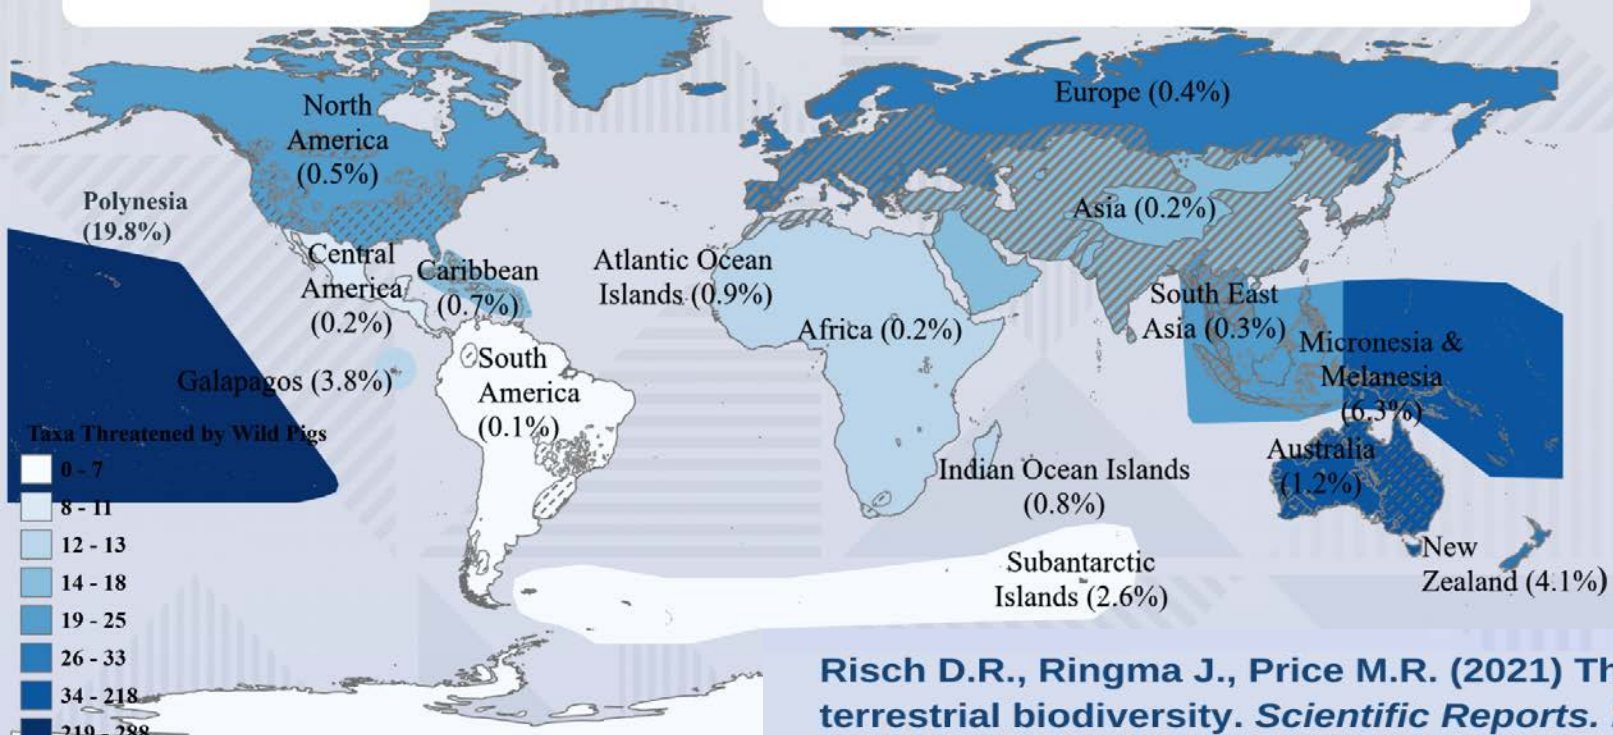 North
America
(0.5%)
Europe (0.4%)
Polynesia
(19.8%)
Asia (0.2%)
Central
America
(0.2%)
Caribbean
(0.7%)
Atlantic Ocean
Islands (0.9%)
Africa (0.2%)
South East
Asia (0.3%)
Micronesia &
Melanesia
(6.3%)
Galapagos (3.8%)
South
America
(0.1%)
Australia
(1.2%)
Indian Ocean Islands
(0.8%)
New
Zealand (4.1%)
Subantarctic
Islands (2.6%)
Taxa Threatened by Wild Pigs
0 - 7
8 - 11
12 - 13
14 - 18
19 - 25
26 - 33
34 - 218
219 - 288
Risch D.R., Ringma J., Price M.R. (2021) Th
terrestrial biodiversity. Scientific Reports.